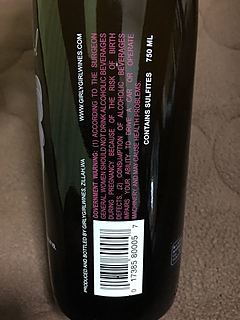 WWW.GIRLYGIRLWINES.COM
GOVERNMENT WARNING: (1) ACCORDING TO THE SURGEON
GENERAL, WOMEN SHOULD NOT DRINK ALCOHOLIC BEVERAGES
DURING PREGNANCY BECAUSE OF THE RISK OF BIRTH
DEFECTS. (2) CONSUMPTION OF ALCOHOLIC BEVERAGES
IMPAIRS YOUR ABILITY TO DRIVE A CAR OR OPERATE
MACHINERY, AND MAY CAUSE HEALTH PROBLEMS.
CONTAINS SULFITES 750 ML
PRODUCED AND BOTTLED BY GIRLYGIRLWINES, ZILLAH, WA
0 17385 80005 7